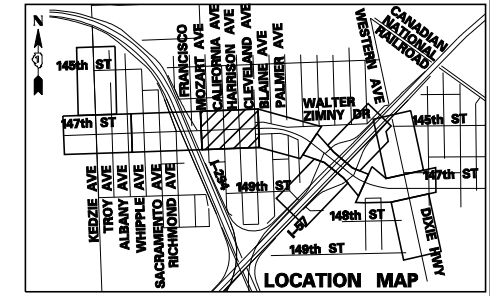 N
CANADIAN
NATIONAL
RAILROAD
WESTERN AVE
FRANCISCO
MOZART AVE
CALIFORNIA AVE
HARRISON AVE
CLEVELAND AVE
BLAINE AVE
PALMER AVE
145th ST
WALTER
ZIMNY DR
147th ST
145th ST
I-294
149th ST
147th ST
KEDZIE AVE
TROY AVE
ALBANY AVE
WHIPPLE AVE
SACRAMENTO AVE
RICHMOND AVE
I-57
148th ST
149th ST
DIXIE HWY
LOCATION MAP